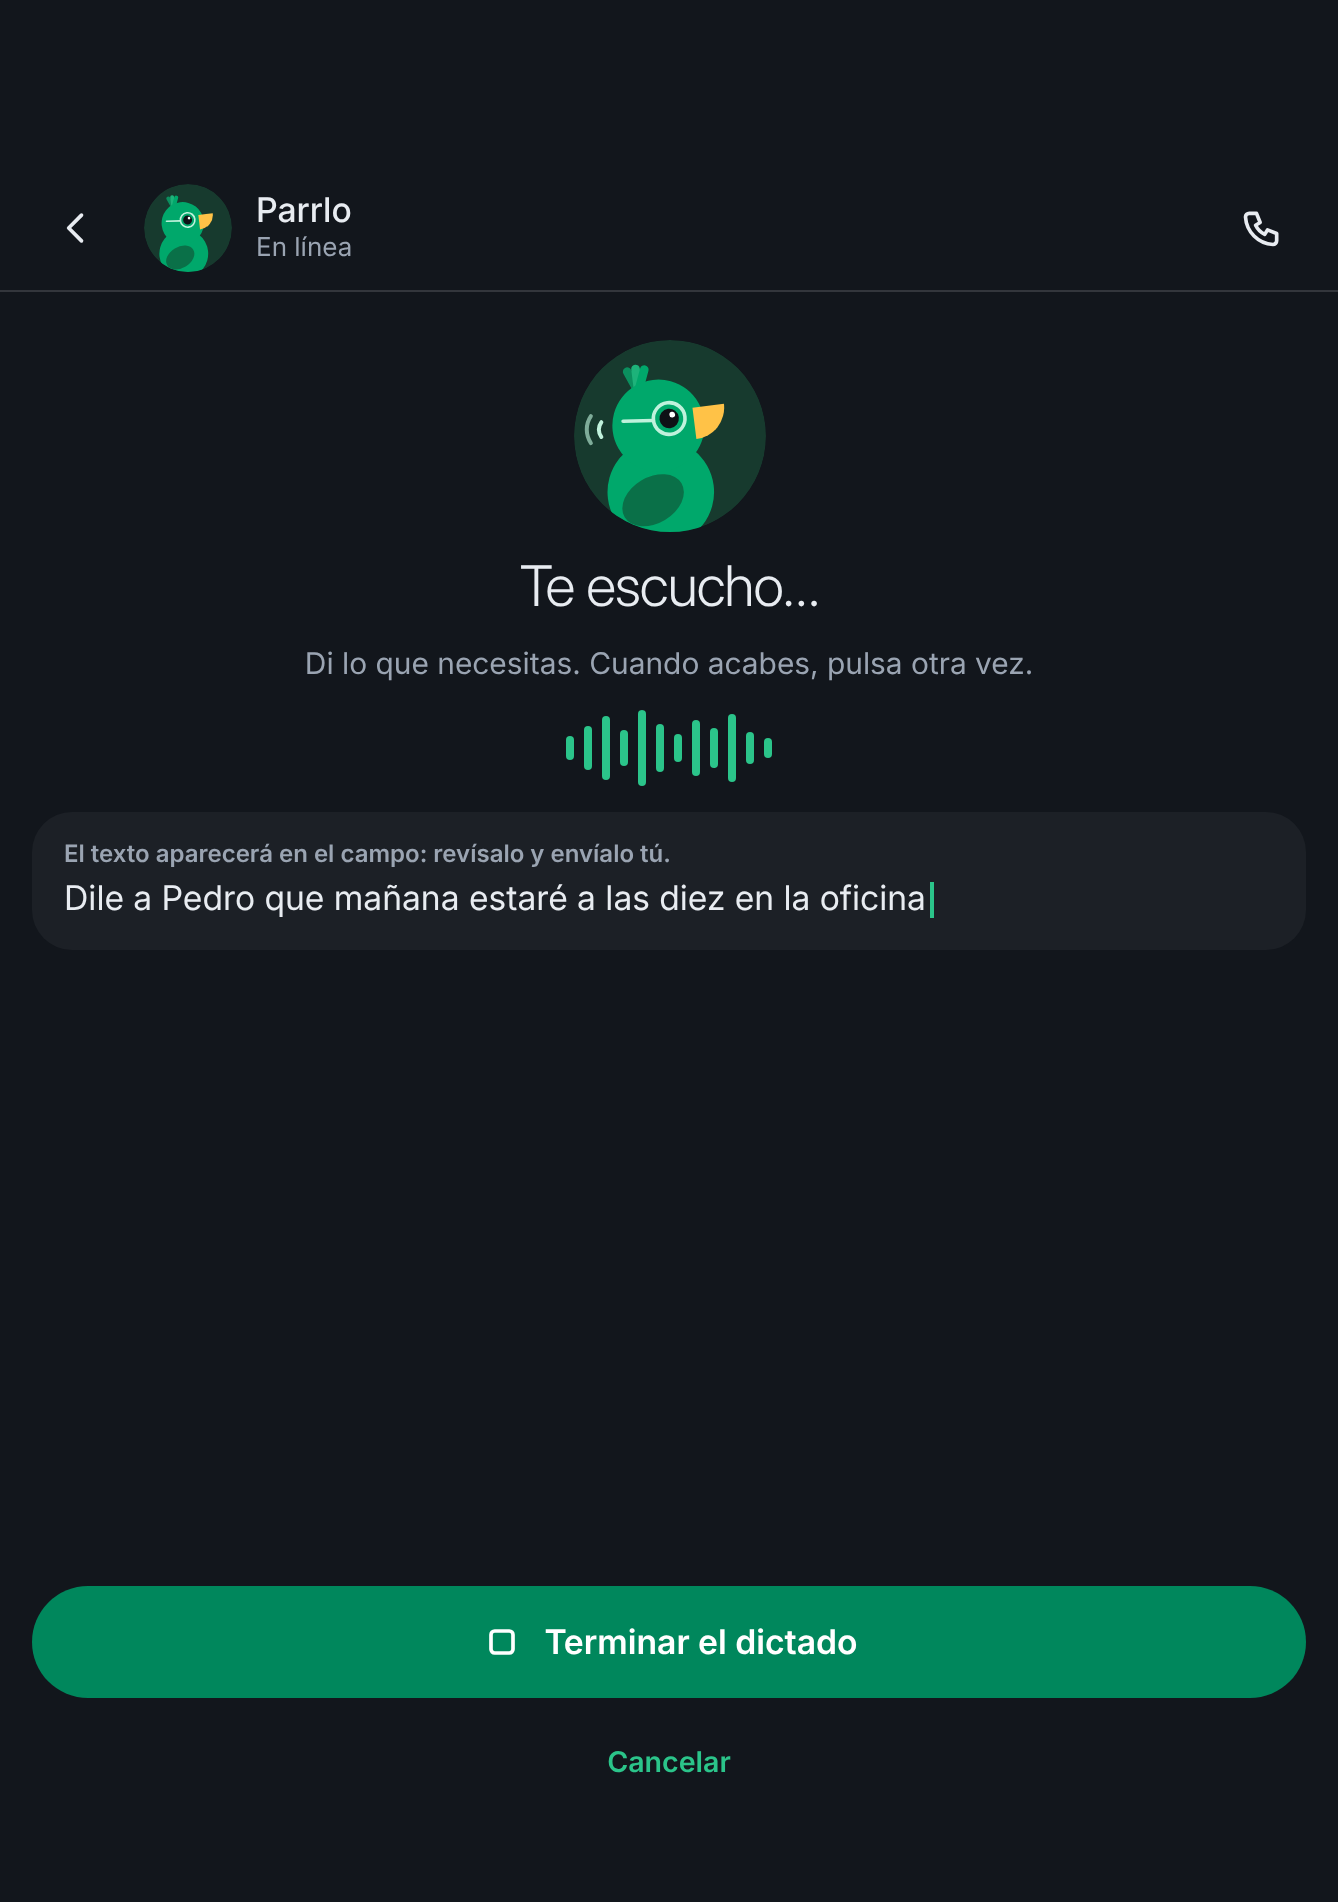 Parrlo
En línea
Te escucho...
Di lo que necesitas. Cuando acabes, pulsa otra vez.
El texto aparecerá en el campo: revísalo y envíalo tú.
Dile a Pedro que mañana estaré a las diez en la oficina
Terminar el dictado
Cancelar